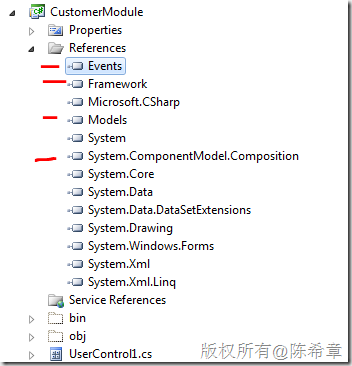 CustomerModule
Properties
References
Events
Framework
Microsoft.CSharp
Models
System
System.ComponentModel.Composition
System.Core
System.Data
System.Data.DataSetExtensions
System.Drawing
System.Windows.Forms
System.Xml
System.Xml.Linq
Service References
bin
obj
UserControl1.cs
版权所有@陈希章